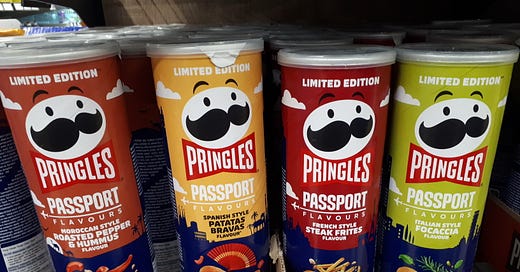 LIMITED EDITION
PRINGLES
PASSPORT
FLAVOURS
MOROCCAN STYLE
ROASTED PEPPER
& HUMMUS
FLAVOUR
LIMITED EDITION
PRINGLES
PASSPORT
FLAVOURS
SPANISH STYLE
PATATAS
BRAVAS
FLAVOUR
LIMITED EDITION
PRINGLES
PASSPORT
FLAVOURS
FRENCH STYLE
STEAK FRITES
FLAVOUR
LIMITED EDITION
PRINGLES
PASSPORT
FLAVOURS
ITALIAN STYLE
FOCACCIA
FLAVOUR